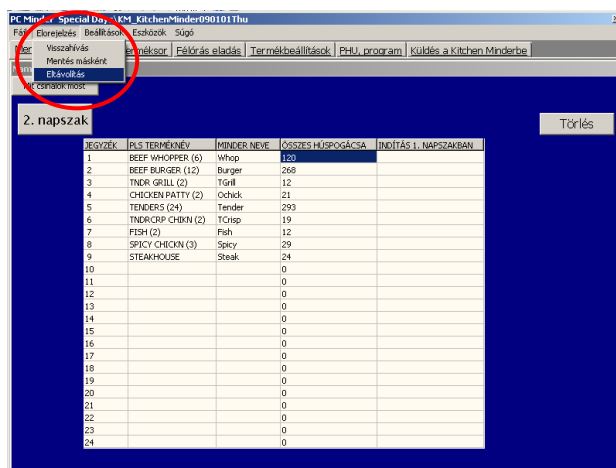 PC Minder Special Days\KM_KitchenMinder090101Thu
Fájl Elorejelzés Beállítások Eszközök Súgó
Terméksor Félórás eladás Termékbeállítások PHU, program Küldés a Kitchen Minderbe
Visszahívás
Mentés másként
Eltávolítás
Mit csinálok most
2. napszak
Törlés
JEGYZÉK PLS TERMÉKNÉV MINDER NEVE ÖSSZES HÚSPOGÁCSA INDÍTÁS 1. NAPSZAKBAN
1 BEEF WHOPPER (6) Whop 120
2 BEEF BURGER (12) Burger 268
3 TNDR GRILL (2) TGrill 12
4 CHICKEN PATTY (2) Ochick 21
5 TENDERS (24) Tender 293
6 TNDRCRP CHIKN (2) TCrisp 19
7 FISH (2) Fish 12
8 SPICY CHICKN (3) Spicy 29
9 STEAKHOUSE Steak 24
10 0
11 0
12 0
13 0
14 0
15 0
16 0
17 0
18 0
19 0
20 0
21 0
22 0
23 0
24 0